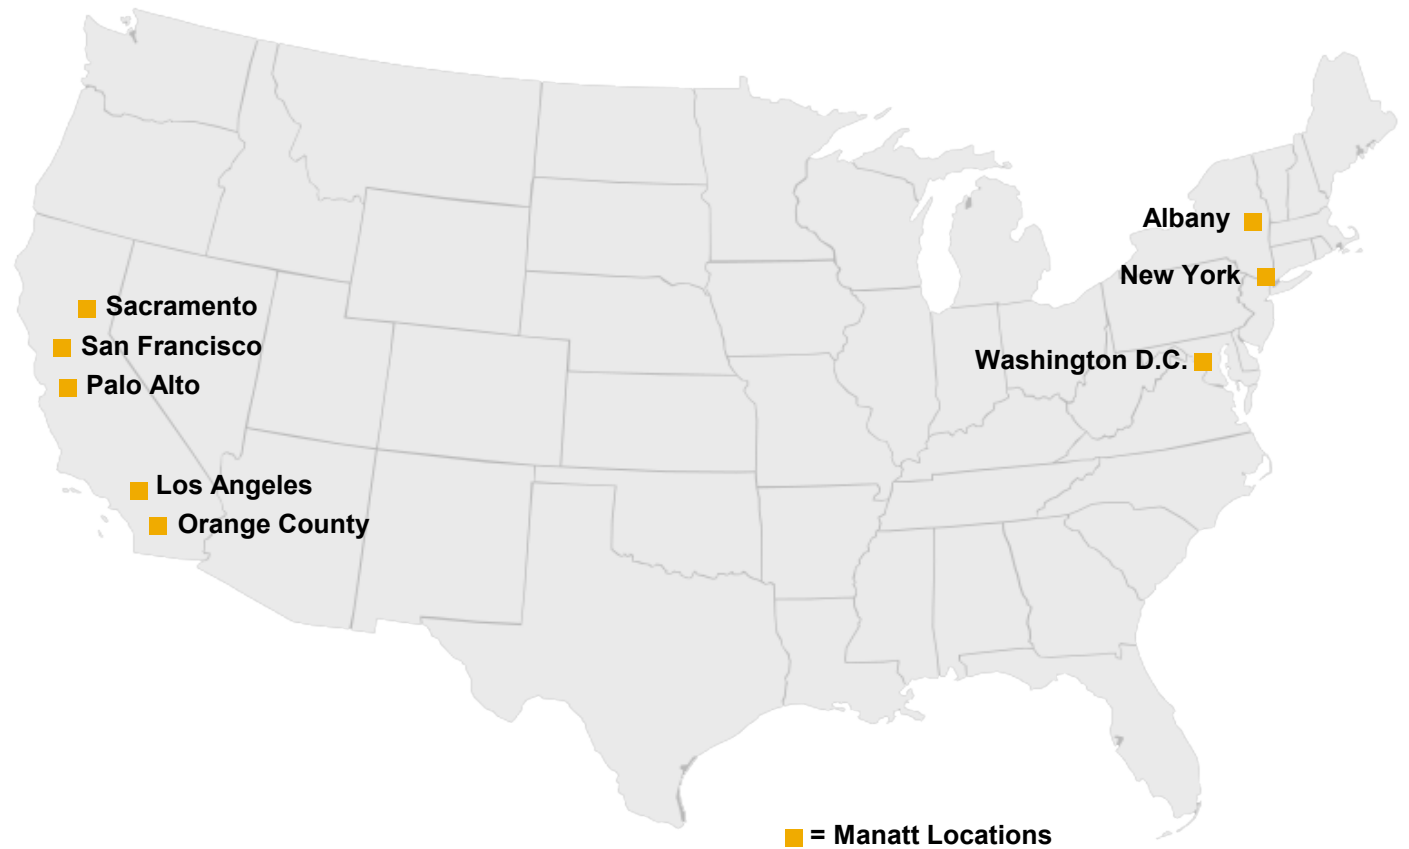 Albany
New York
Sacramento
San Francisco
Washington D.C.
Palo Alto
Los Angeles
Orange County
= Manatt Locations